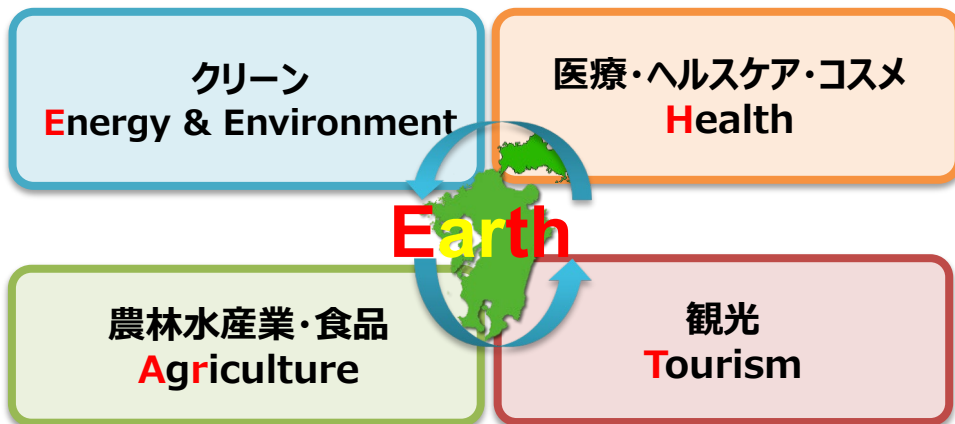 クリーン
Energy & Environment
医療・ヘルスケア・コスメ
Health
Earth
農林水産業・食品
Agriculture
観光
Tourism